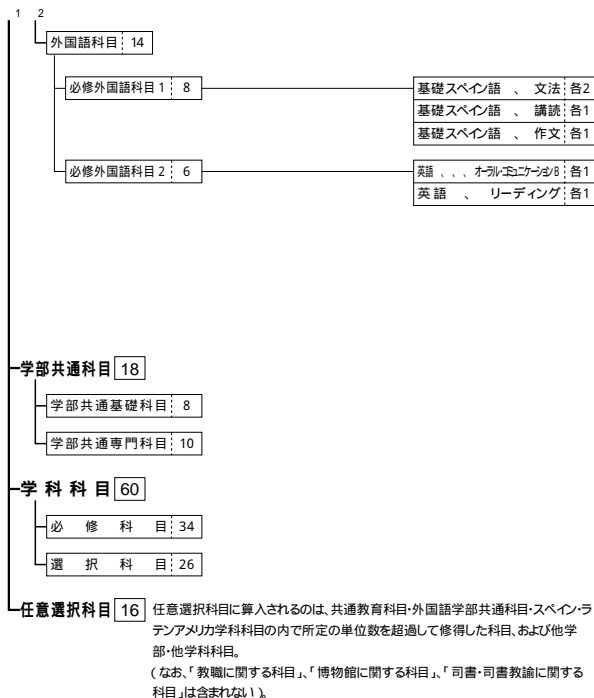 1 2
外国語科目 14
必修外国語科目1 8
基礎スペイン語 、 文法 各2
基礎スペイン語 、 講読 各1
基礎スペイン語 、 作文 各1
必修外国語科目2 6
英語 、、、 オーラル・コミュニケーションB 各1
英語 、 リーディング 各1
学部共通科目 18
学部共通基礎科目 8
学部共通専門科目 10
学科科目 60
必修科目 34
選択科目 26
任意選択科目 16 任意選択科目に算入されるのは、共通教育科目・外国語学部共通科目・スペイン・ラ
テンアメリカ学科科目の内で所定の単位数を超過して修得した科目、および他学
部・他学科科目。
(なお、「教職に関する科目」、「博物館に関する科目」、「司書・司書教諭に関する
科目」は含まれない)。